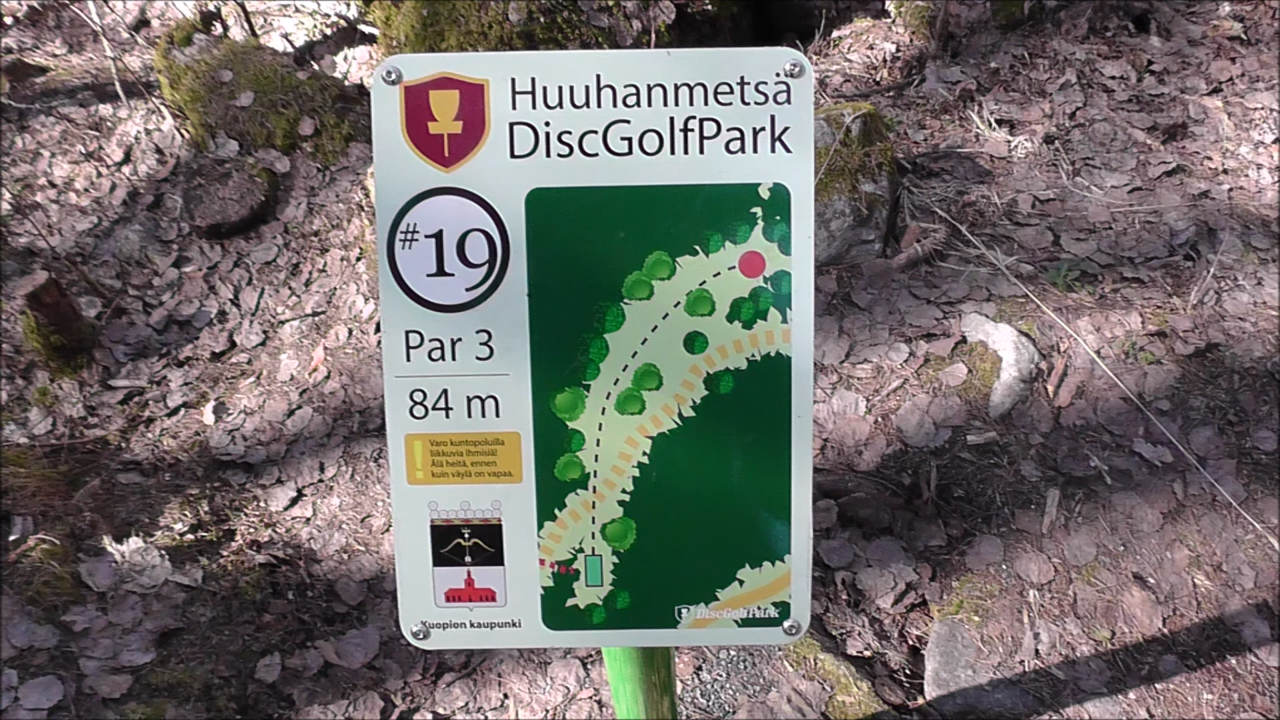 Huuhanmetsä
DiscGolfPark
#19
Par 3
84 m
! Varo kuntopoluilla
liikkuvia ihmisiä!
Älä heitä, ennen
kuin väylä on vapaa.
Kuopion kaupunki
DiscGolfPark